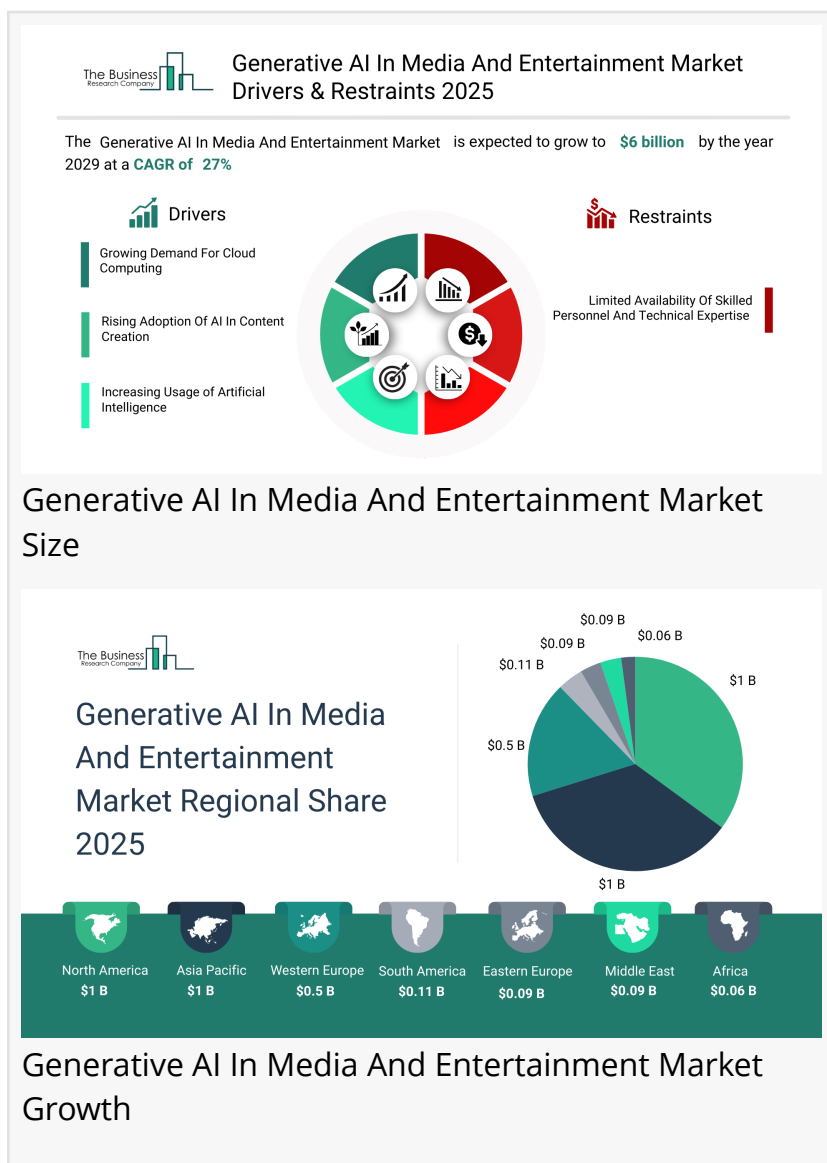 The Business
Research Company
Generative AI In Media And Entertainment Market
Drivers & Restraints 2025
The Generative AI In Media And Entertainment Market is expected to grow to $6 billion by the year
2029 at a CAGR of 27%
Drivers
Growing Demand For Cloud
Computing
Rising Adoption Of AI In Content
Creation
Increasing Usage of Artificial
Intelligence
$
$
Restraints
Limited Availability Of Skilled
Personnel And Technical Expertise
Generative AI In Media And Entertainment Market
Size
The Business
Research Company
Generative AI In Media
And Entertainment
Market Regional Share
2025
$0.09 B
$0.06 B
$0.09 B
$0.11 B
$1 B
$0.5 B
$1 B
North America
$1 B
Asia Pacific
$1 B
Western Europe
$0.5 B
South America
$0.11 B
Eastern Europe
$0.09 B
Middle East
$0.09 B
Africa
$0.06 B
Generative AI In Media And Entertainment Market
Growth